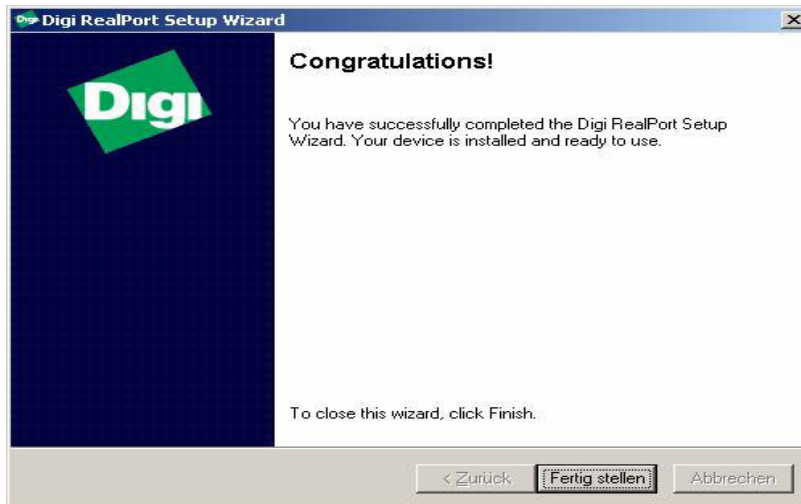 Digi RealPort Setup Wizard
Digi
Congratulations!
You have successfully completed the Digi RealPort Setup
Wizard. Your device is installed and ready to use.
To close this wizard, click Finish.
< Zurück
Fertig stellen
Abbrechen